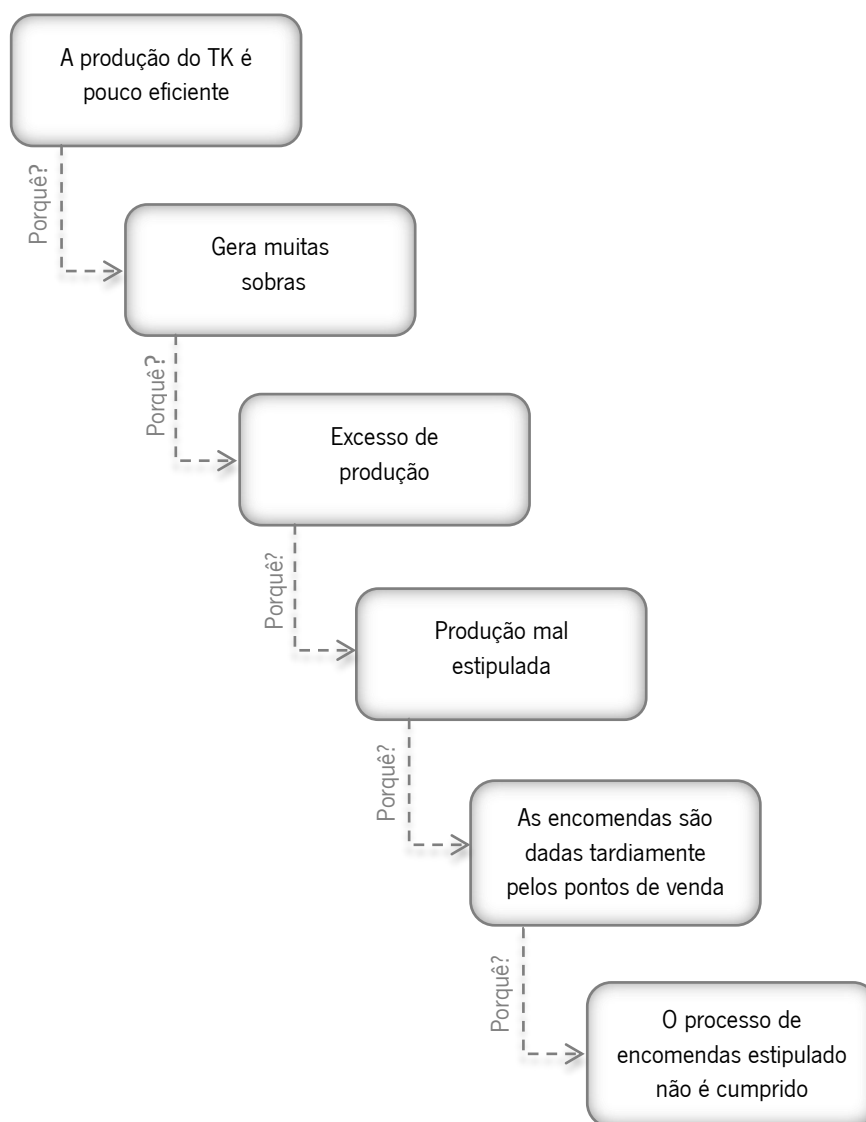 A produção do TK é
pouco eficiente
Porquê?
Gera muitas
sobras
Porquê?
Excesso de
produção
Porquê?
Produção mal
estipulada
Porquê?
As encomendas são
dadas tardiamente
pelos pontos de venda
Porquê?
O processo de
encomendas estipulado
não é cumprido